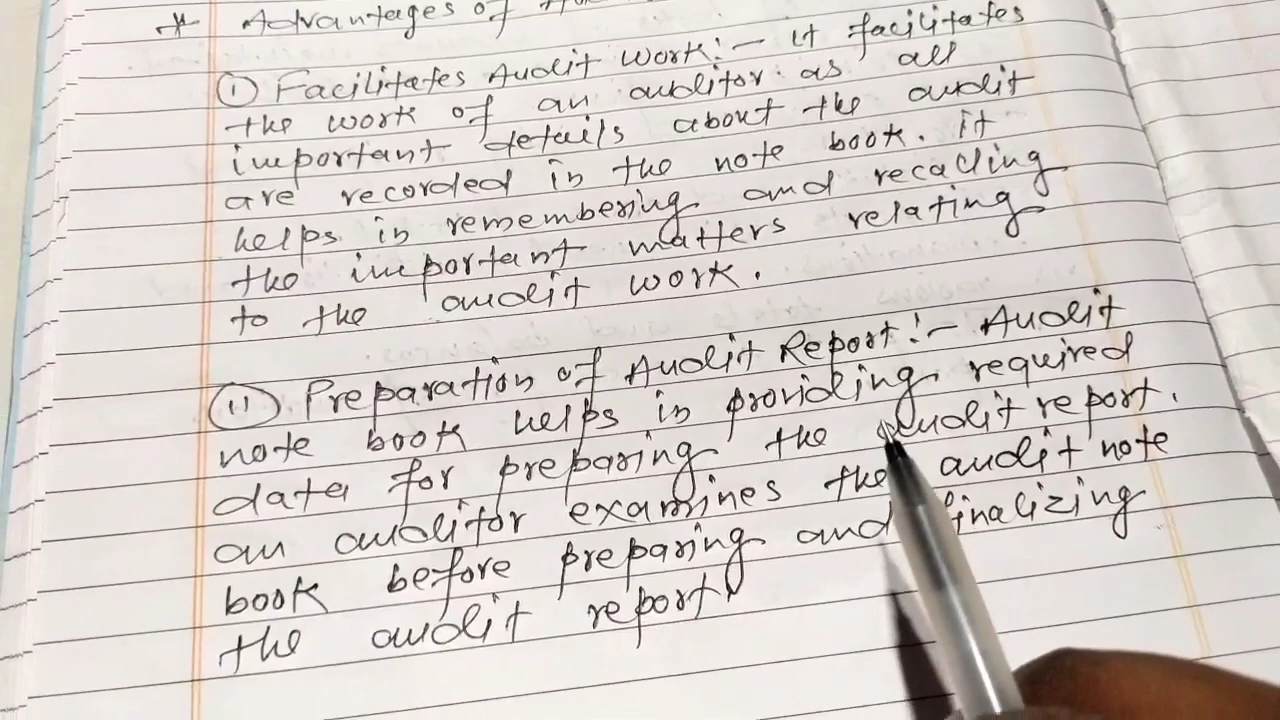 * Advantages of
① Facilitates Audit Work:- it facilitates
the work of an auditor as all
important details about the audit
are recorded in the note book. it
helps in remembering and recalling
the important matters relating
to the audit work.
⑪ Preparation of Audit Report:- Audit
note book helps in providing required
data for preparing the audit report.
an auditor examines the audit note
book before preparing and finalizing
the audit report